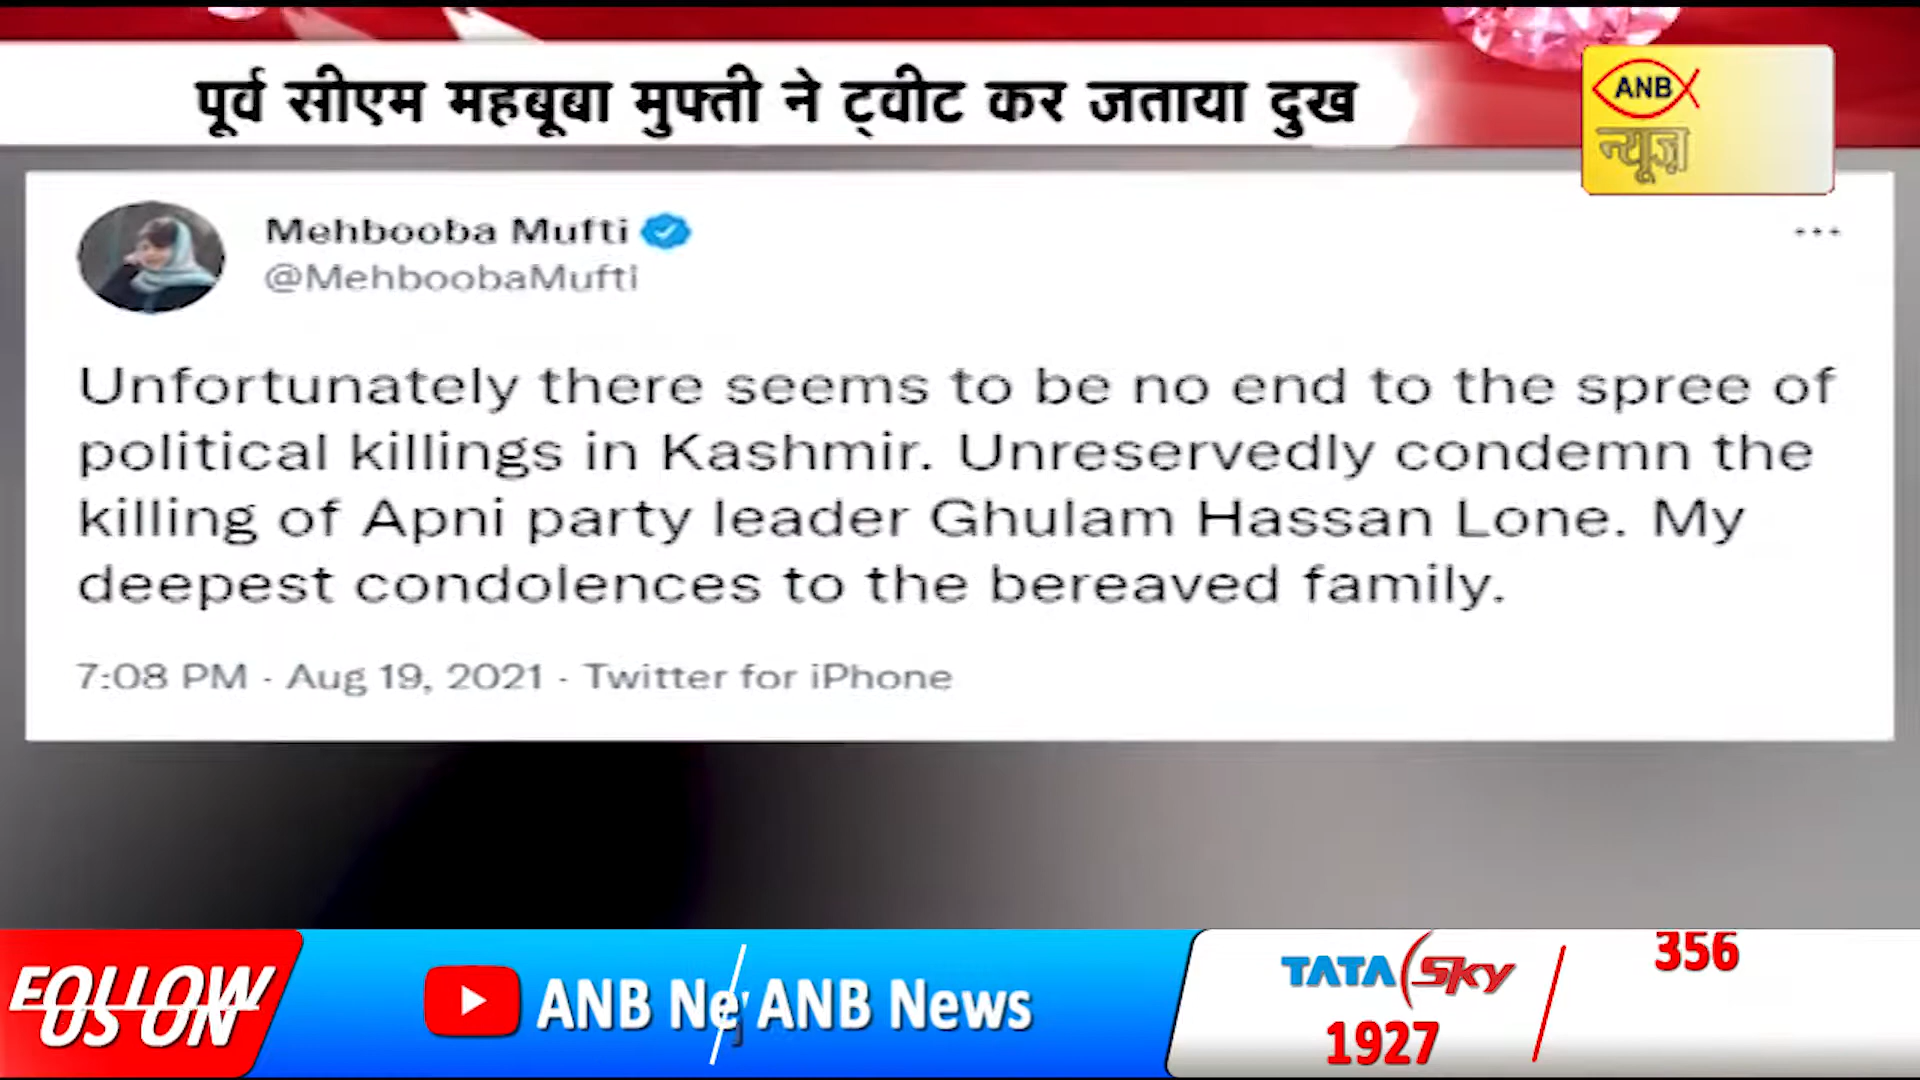 पूर्व सीएम महबूबा मुफ्ती ने ट्वीट कर जताया दुख
ANB
न्यूज़
Mehbooba Mufti
@MehboobaMufti
Unfortunately there seems to be no end to the spree of
political killings in Kashmir. Unreservedly condemn the
killing of Apni party leader Ghulam Hassan Lone. My
deepest condolences to the bereaved family.
7:08 PM · Aug 19, 2021 · Twitter for iPhone
FOLLOW
US ON
ANB Ne ANB News
TATA Sky
1927
356